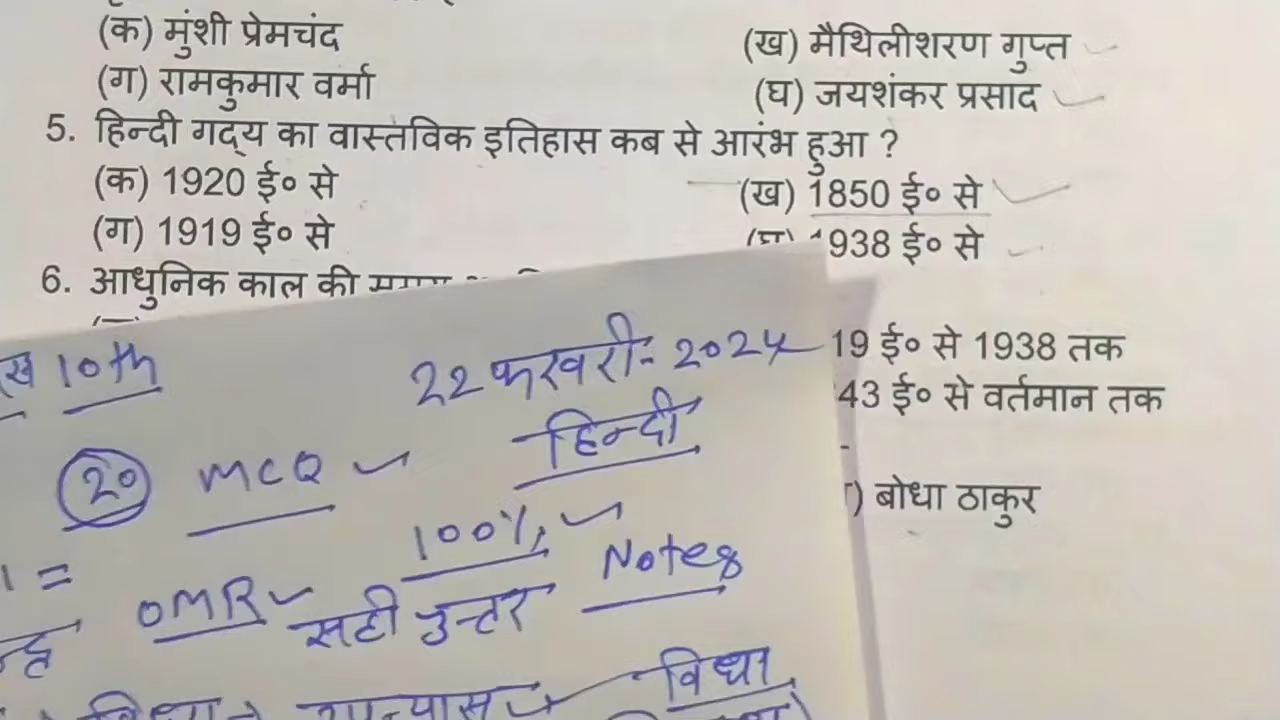 (क) मुंशी प्रेमचंद
(ख) मैथिलीशरण गुप्त
(ग) रामकुमार वर्मा
(घ) जयशंकर प्रसाद
5. हिन्दी गद्य का वास्तविक इतिहास कब से आरंभ हुआ ?
(क) 1920 ई० से
(ख) 1850 ई० से
(ग) 1919 ई० से
1938 ई० से
6. आधुनिक काल की
19 ई० से 1938 तक
43 ई० से वर्तमान तक
बोधा ठाकुर
10th
22 फरवरी- 2024
हिन्दी
20 MCQ
100%
OMR
सही उत्तर
Notes
विधा